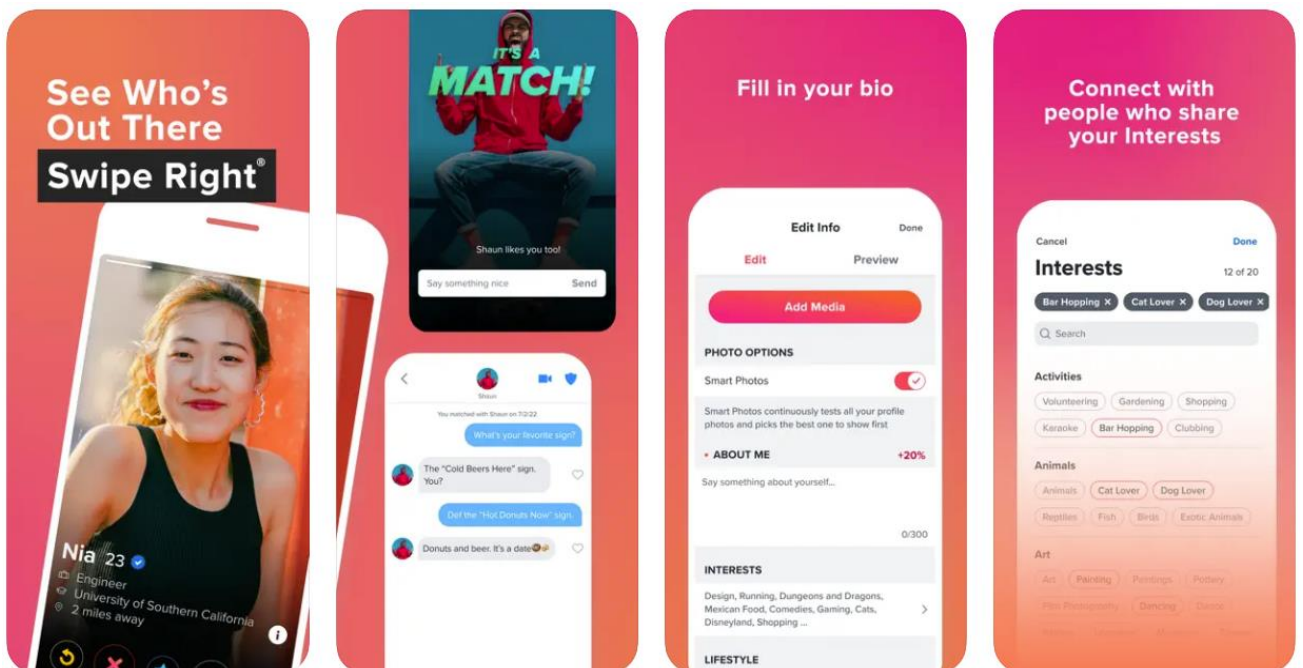 See Who's
Out There
Swipe Right®
Nia 23
Engineer
University of Southern California
2 miles away
IT'S A
MATCH!
Shaun likes you too!
Say something nice
Send
Shaun
You matched with Shaun on 7/2/22
What's your favorite sign?
The "Cold Beers Here" sign.
You?
Def the "Hot Donuts Now" sign.
Donuts and beer. It's a date
Fill in your bio
Edit Info
Done
Edit
Preview
Add Media
PHOTO OPTIONS
Smart Photos
Smart Photos continuously tests all your profile
photos and picks the best one to show first
• ABOUT ME
+20%
Say something about yourself...
0/300
INTERESTS
Design, Running, Dungeons and Dragons,
Mexican Food, Comedies, Gaming, Cats,
Disneyland, Shopping ...
LIFESTYLE
Connect with
people who share
your Interests
Cancel
Done
Interests
12 of 20
Bar Hopping X Cat Lover X Dog Lover X
Search
Activities
Volunteering Gardening Shopping
Karaoke Bar Hopping Clubbing
Animals
Animals Cat Lover Dog Lover
Reptiles Fish Birds Exotic Animals
Art
Art Painting Paintings Pottery
Dancing Dance